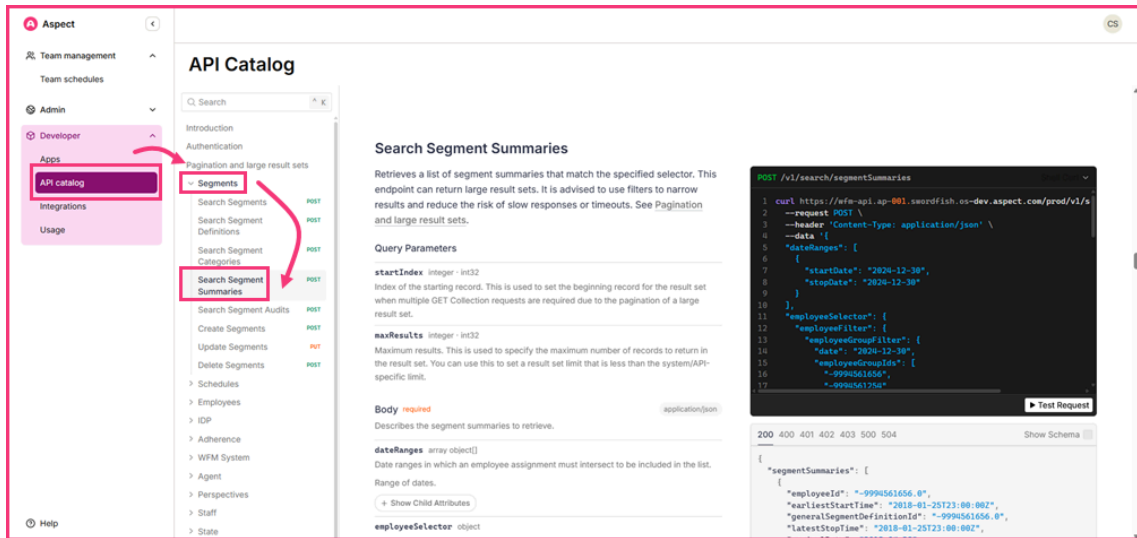 Aspect
CS
Team management
Team schedules
Admin
Developer
Apps
API catalog
Integrations
Usage
Help
API Catalog
Search
^ K
Introduction
Authentication
Pagination and large result sets
Segments
Search Segments POST
Search Segment POST
Definitions
Search Segment POST
Categories
Search Segment POST
Summaries
Search Segment Audits POST
Create Segments POST
Update Segments PUT
Delete Segments POST
Schedules
Employees
IDP
Adherence
WFM System
Agent
Perspectives
Staff
State
Search Segment Summaries
Retrieves a list of segment summaries that match the specified selector. This
endpoint can return large result sets. It is advised to use filters to narrow
results and reduce the risk of slow responses or timeouts. See Pagination
and large result sets.
Query Parameters
startIndex integer · int32
Index of the starting record. This is used to set the beginning record for the result set
when multiple GET Collection requests are required due to the pagination of a large
result set.
maxResults integer · int32
Maximum results. This is used to specify the maximum number of records to return in
the result set. You can use this to set a result set limit that is less than the system/API-
specific limit.
Body required application/json
Describes the segment summaries to retrieve.
dateRanges array object[]
Date ranges in which an employee assignment must intersect to be included in the list.
Range of dates.
+ Show Child Attributes
employeeSelector object
POST /v1/search/segmentSummaries
1 curl https://wfm-api.ap-001.swordfish.os-dev.aspect.com/prod/v1/s
2 --request POST \
3 --header 'Content-Type: application/json' \
4 --data '{
5 "dateRanges": [
6 {
7 "startDate": "2024-12-30",
8 "stopDate": "2024-12-30"
9 }
10 ],
11 "employeeSelector": {
12 "employeeFilter": {
13 "employeeGroupFilter": {
14 "date": "2024-12-30",
15 "employeeGroupIds": [
16 "-9994561656",
17 "-9994561254"
Test Request
200 400 401 402 403 500 504 Show Schema
{
"segmentSummaries": [
{
"employeeId": "-9994561656.0",
"earliestStartTime": "2018-01-25T23:00:00Z",
"generalSegmentDefinitionId": "-9994561656.0",
"latestStopTime": "2018-01-25T23:00:00Z",